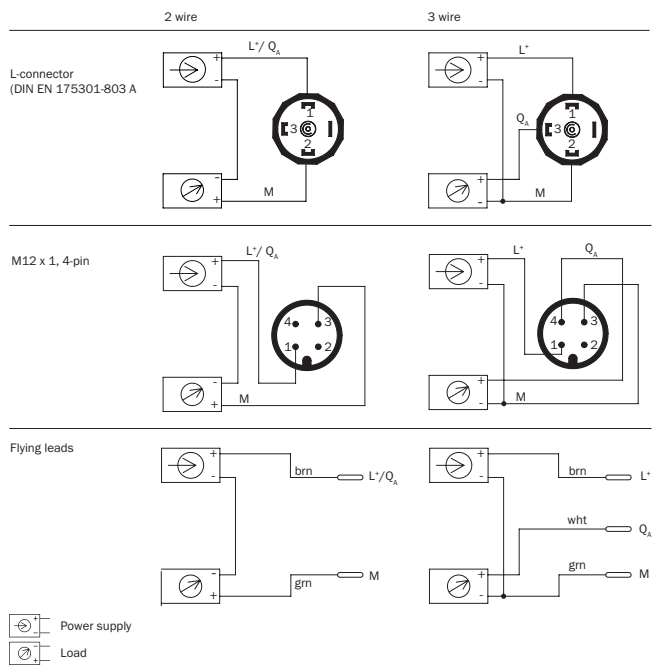 2 wire
3 wire
L-connector
(DIN EN 175301-803 A
+
-
L⁺/ Q_A
1
3
2
-
+
M
+
-
L⁺
Q_A
1
3
2
+
-
M
M12 x 1, 4-pin
+
-
L⁺/ Q_A
4
3
1
2
-
+
M
+
-
L⁺
Q_A
4
3
1
2
+
-
M
Flying leads
+
-
brn
L⁺/Q_A
-
+
grn
M
+
-
brn
L⁺
wht
Q_A
+
-
grn
M
+
-
Power supply
-
+
Load